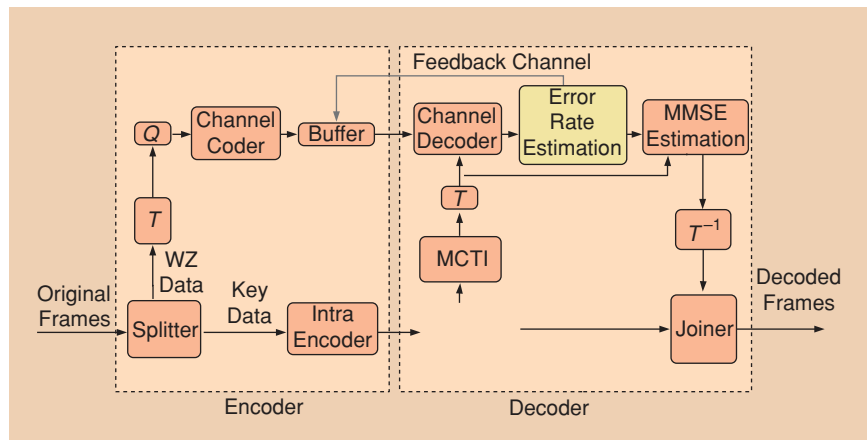 Feedback Channel
Q
Channel
Coder
Buffer
Channel
Decoder
Error
Rate
Estimation
MMSE
Estimation
T
T
T⁻¹
MCTI
WZ
Data
Original
Frames
Splitter
Key
Data
Intra
Encoder
Joiner
Decoded
Frames
Encoder
Decoder